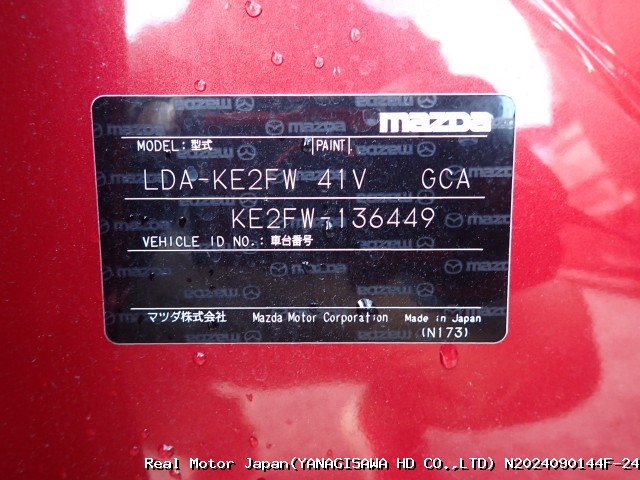 mazda
MODEL: 型式 PAINT
LDA-KE2FW 41V GCA
KE2FW-136449
VEHICLE ID NO.: 車台番号
マツダ株式会社 Mazda Motor Corporation Made in Japan
(N173)
Real Motor Japan(YANAGISAWA HD CO.,LTD) N2024090144F-24